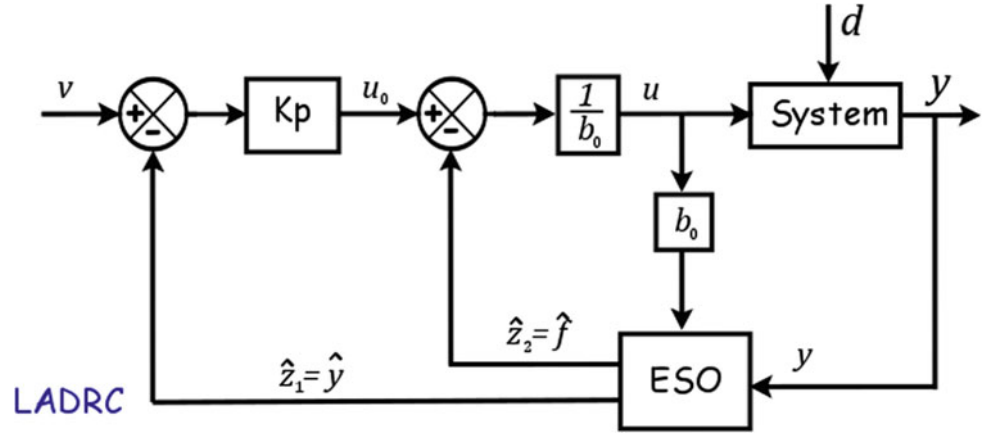 d
v
+
-
Kp
u₀
+
-
1
b₀
u
System
y
b₀
ẑ₂=f̂
ẑ₁=ŷ
ESO
y
LADRC